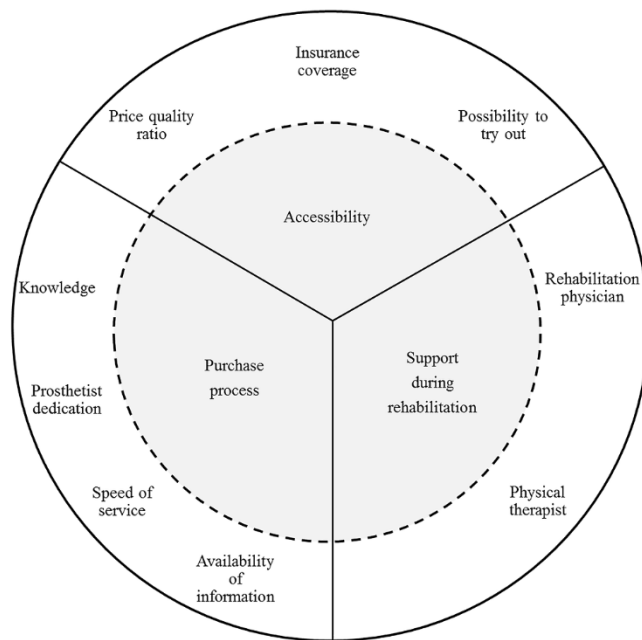 Insurance
coverage
Price quality
ratio
Possibility to
try out
Accessibility
Knowledge
Rehabilitation
physician
Purchase
process
Support
during
rehabilitation
Prosthetist
dedication
Speed of
service
Physical
therapist
Availability
of
information